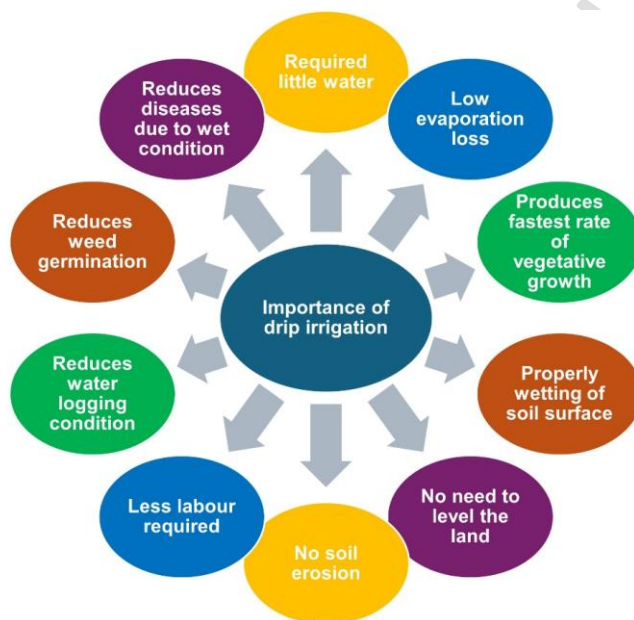 Required
little water
Low
evaporation
loss
Produces
fastest rate
of
vegetative
growth
Properly
wetting of
soil surface
No need to
level the
land
No soil
erosion
Less labour
required
Reduces
water
logging
condition
Reduces
weed
germination
Reduces
diseases
due to wet
condition
Importance of
drip irrigation